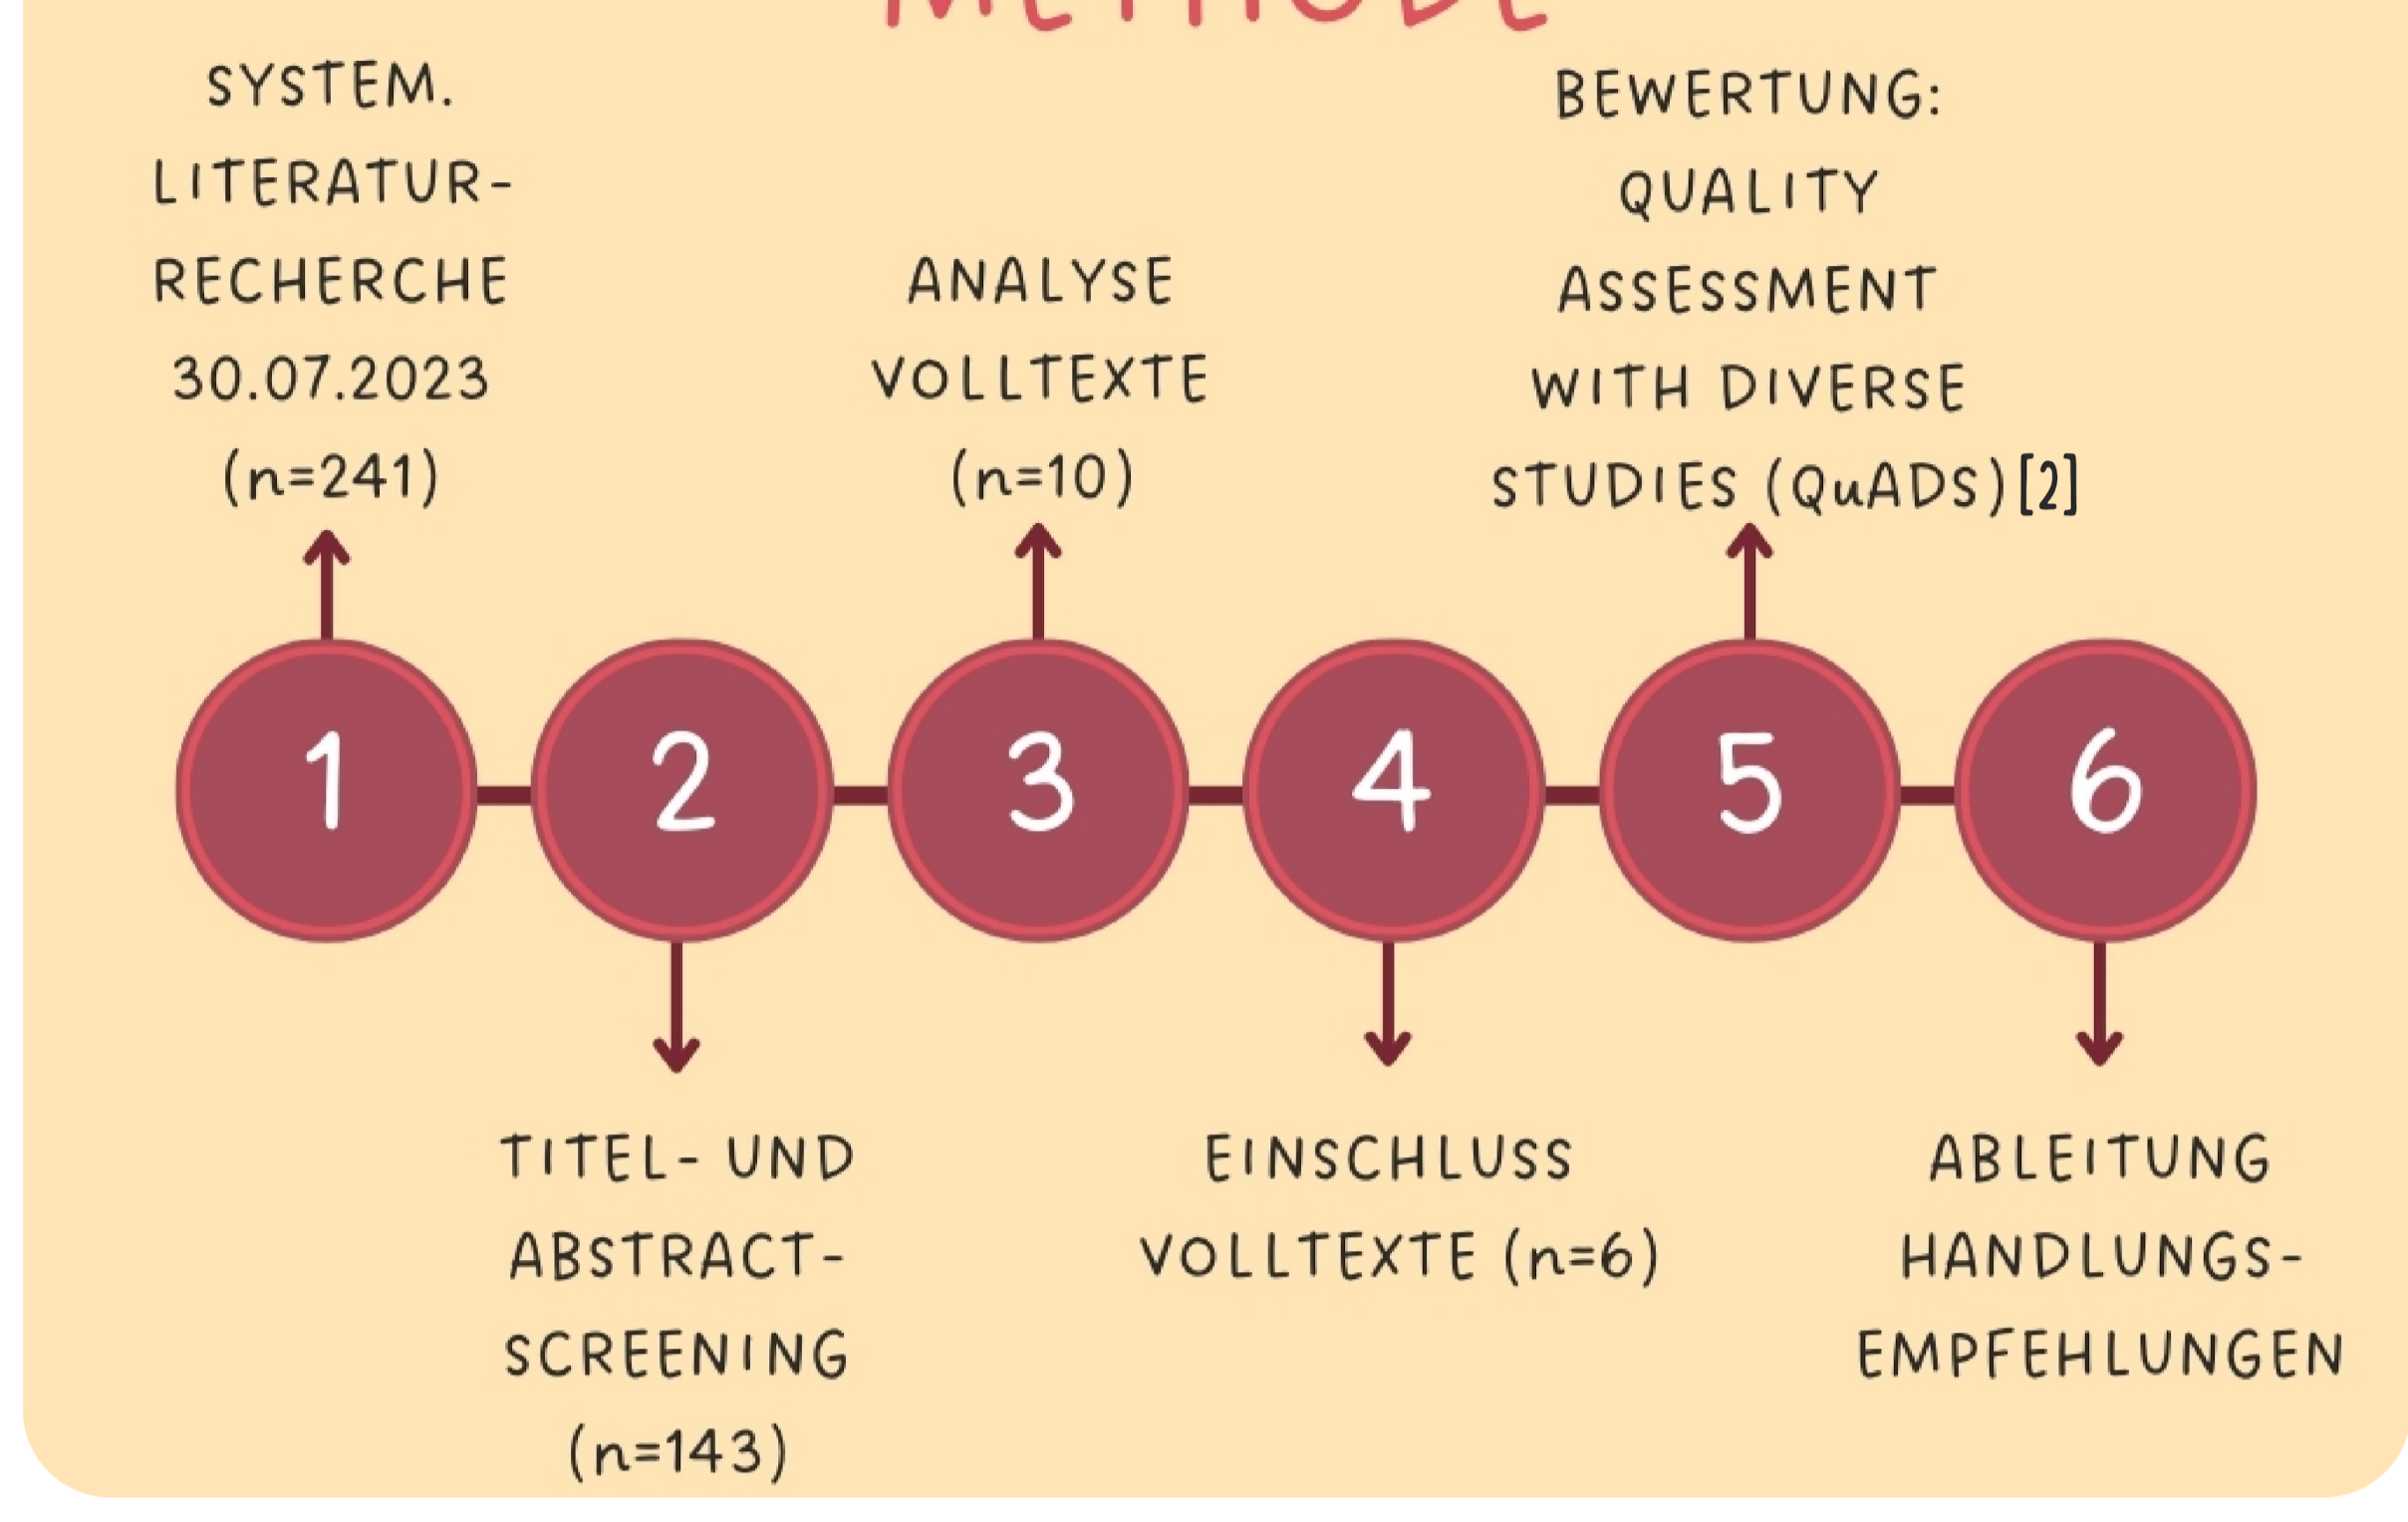 SYSTEM.
LITERATUR-
RECHERCHE
30.07.2023
(n=241)
ANALYSE
VOLLTEXTE
(n=10)
BEWERTUNG:
QUALITY
ASSESSMENT
WITH DIVERSE
STUDIES (QuADS)[2]
1 2 3 4 5 6
TITEL- UND
ABSTRACT-
SCREENING
(n=143)
EINSCHLUSS
VOLLTEXTE (n=6)
ABLEITUNG
HANDLUNGS-
EMPFEHLUNGEN